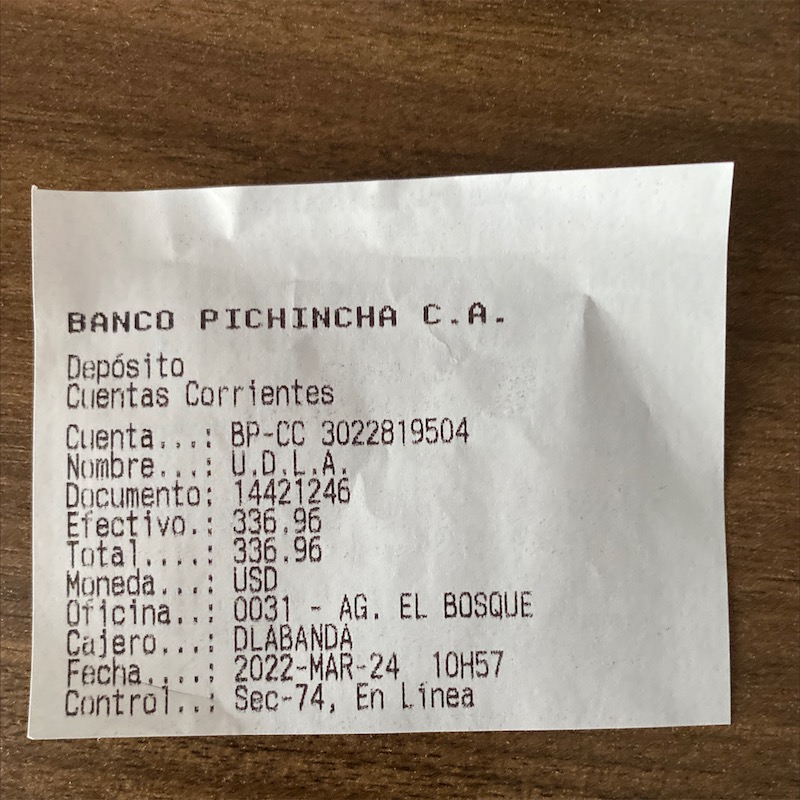 BANCO PICHINCHA C.A.
Depósito
Cuentas Corrientes
Cuenta...: BP-CC 3022819504
Nombre...: U.D.L.A.
Documento: 14421246
Efectivo.: 336.96
Total....: 336.96
Moneda...: USD
Oficina..: 0031 - AG. EL BOSQUE
Cajero...: DLABANDA
Fecha....: 2022-MAR-24 10H57
Control..: Sec-74, En Línea